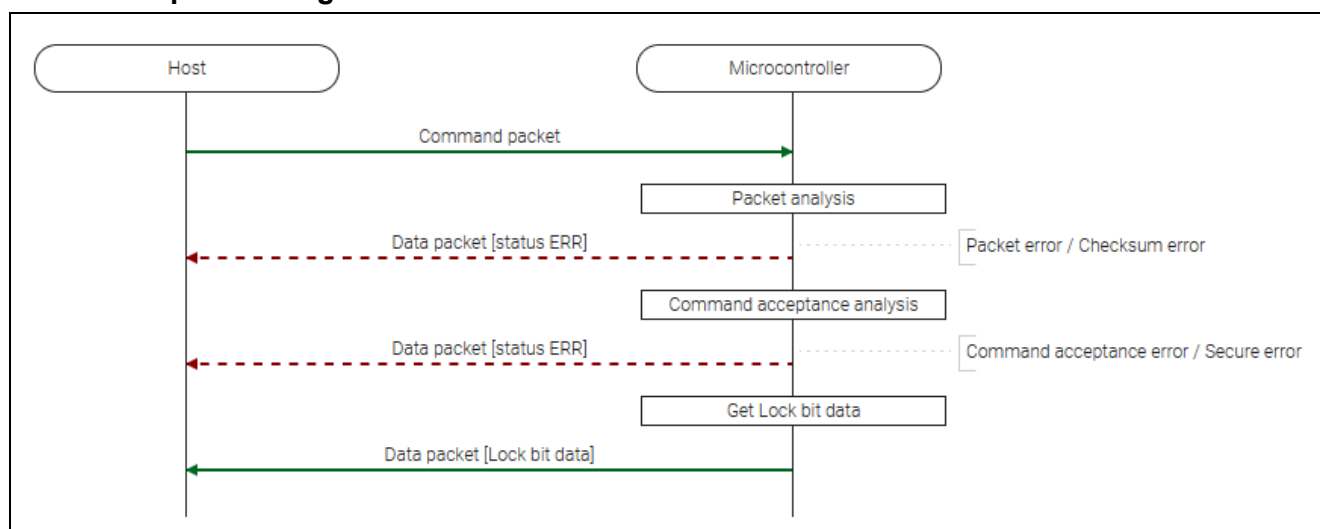 Host
Microcontroller
Command packet
Packet analysis
Data packet [status ERR]
Packet error / Checksum error
Command acceptance analysis
Data packet [status ERR]
Command acceptance error / Secure error
Get Lock bit data
Data packet [Lock bit data]